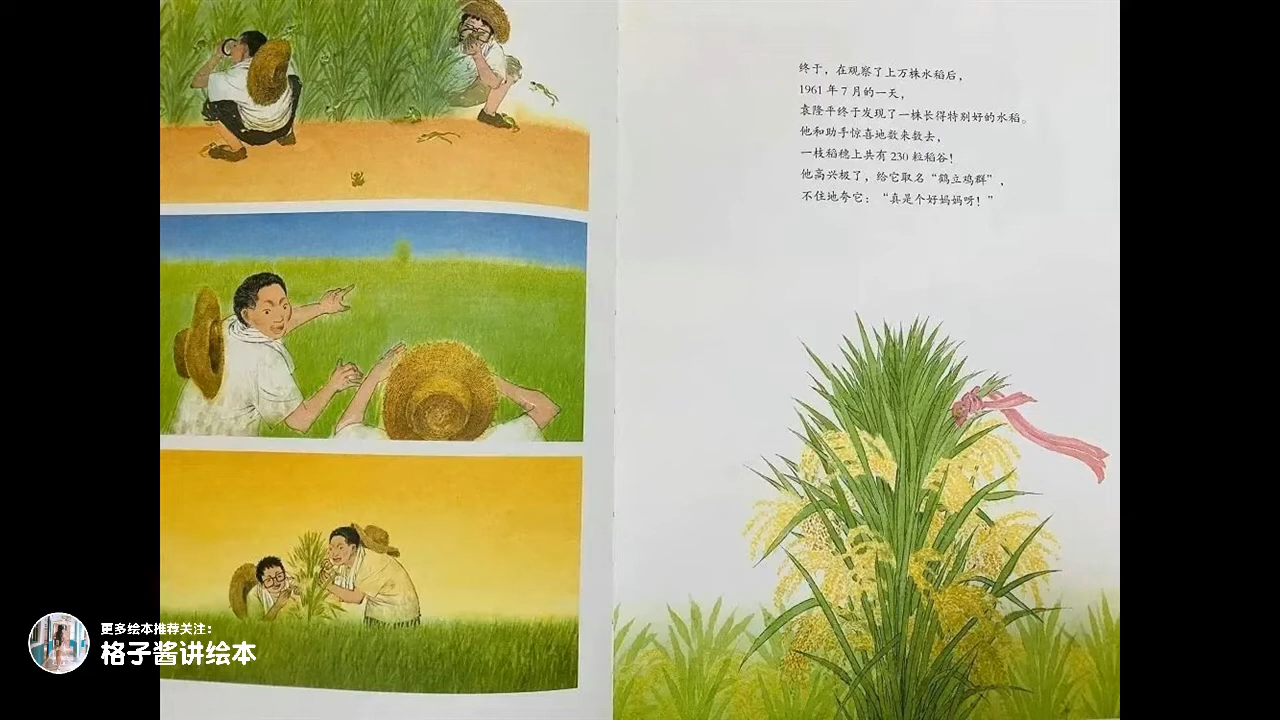 终于，在观察了上万株水稻后，
1961 年 7 月的一天，
袁隆平终于发现了一株长得特别好的水稻。
他和助手惊喜地数来数去，
一枝稻穗上共有 230 粒稻谷！
他高兴极了，给它取名“鹤立鸡群”，
不住地夸它：“真是个好妈妈呀！”
更多绘本推荐关注：
格子酱讲绘本